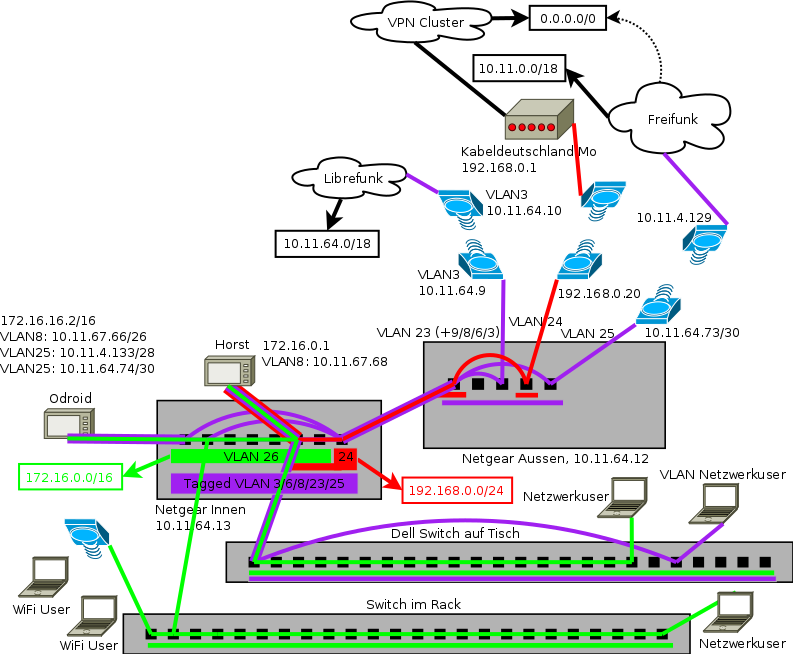 VPN Cluster
0.0.0.0/0
10.11.0.0/18
Freifunk
Kabeldeutschland Mo
192.168.0.1
Librefunk
VLAN3
10.11.64.10
10.11.4.129
10.11.64.0/18
VLAN3
10.11.64.9
192.168.0.20
VLAN 24
VLAN 23 (+9/8/6/3)
VLAN 25
10.11.64.73/30
172.16.16.2/16
VLAN8: 10.11.67.66/26
VLAN25: 10.11.4.133/28
VLAN25: 10.11.64.74/30
Horst
172.16.0.1
VLAN8: 10.11.67.68
Odroid
VLAN 26
24
Netgear Aussen, 10.11.64.12
172.16.0.0/16
Tagged VLAN 3/6/8/23/25
192.168.0.0/24
VLAN Netzwerkuser
Netzwerkuser
Netgear Innen
10.11.64.13
Dell Switch auf Tisch
WiFi User
Switch im Rack
WiFi User
Netzwerkuser